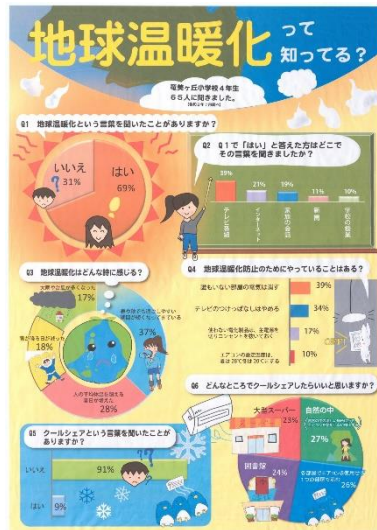 地球温暖化って
知ってる？
竜美ヶ丘小学校４年生
６５人に聞きました。
Q1 地球温暖化という言葉を聞いたことがありますか？
いいえ
31%
はい
69%
Q2 Q1で「はい」と答えた方はどこで
その言葉を聞きましたか？
39%
21%
19%
11%
10%
テレビ番組
インターネット
家族の会話
新聞
学校の授業
Q3 地球温暖化はどんな時に感じる？
17%
37%
18%
28%
Q4 地球温暖化防止のためにやっていることはある？
誰もいない部屋の電気は消す
39%
テレビのつけっぱなしはやめる
34%
17%
10%
Q5 クールシェアという言葉を聞いたことが
ありますか？
いいえ
91%
はい
9%
Q6 どんなところでクールシェアしたらいいと思いますか？
大型スーパー
23%
自然の中
27%
図書館
24%
26%